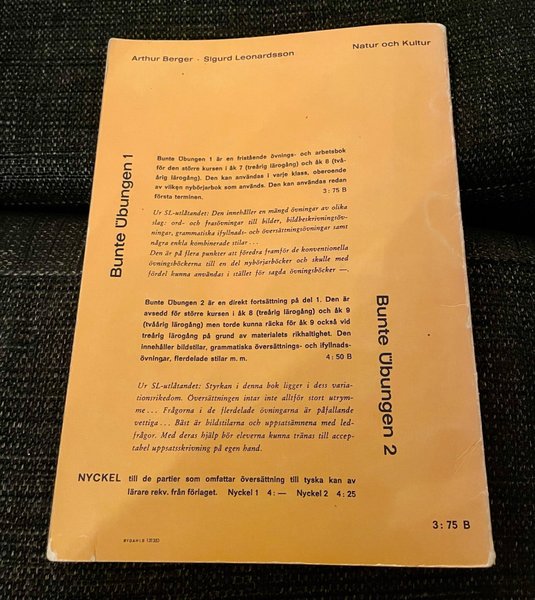 Arthur Berger - Sigurd Leonardsson
Natur och Kultur
Bunte Übungen 1
Bunte Übungen 1 är en fristående övnings- och arbetsbok
för den större kursen i åk 7 (treårig lärogång) och åk 8 (två-
årig lärogång). Den kan användas i varje klass, oberoende
av vilken nybörjarbok som används. Den kan användas redan
första terminen.
3:75 B
Ur SL-utlåtandet: Den innehåller en mängd övningar av olika
slag: ord- och frasövningar till bilder, bildbeskrivningsöv-
ningar, grammatiska ifyllnads- och översättningsövningar samt
några enkla kombinerade stilar ...
Den är på flera punkter att föredra framför de konventionella
övningsböckerna till en del nybörjarböcker och skulle med
fördel kunna användas i stället för sagda övningsböcker —.
Bunte Übungen 2 är en direkt fortsättning på del 1. Den är
avsedd för större kursen i åk 8 (treårig lärogång) och åk 9
(tvåårig lärogång) men torde kunna räcka för åk 9 också vid
treårig lärogång på grund av materialets rikhaltighet. Den
innehåller bildstilar, grammatiska översättnings- och ifyllnads-
övningar, flerdelade stilar m. m.
4:50 B
Bunte Übungen 2
Ur SL-utlåtandet: Styrkan i denna bok ligger i dess varia-
tionsrikedom. Översättningen intar inte alltför stort utrym-
me ... Frågorna i de flerdelade övningarna är påfallande
vettiga ... Bäst är bildstilarna och uppsatsämnena med led-
frågor. Med deras hjälp bör eleverna kunna tränas till accep-
tabel uppsatsskrivning på egen hand.
NYCKEL till de partier som omfattar översättning till tyska kan av
lärare rekv. från förlaget. Nyckel 1 4:— Nyckel 2 4:25
3:75 B